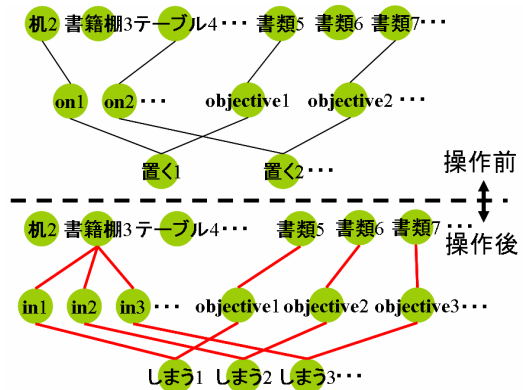 机2 書籍棚3 テーブル4・・・ 書類5 書類6 書類7・・・
on1 on2・・・ objective1 objective2・・・
置く1 置く2・・・
操作前
操作後
机2 書籍棚3 テーブル4・・・ 書類5 書類6 書類7・・・
in1 in2 in3・・・ objective1 objective2 objective3・・・
しまう1 しまう2 しまう3・・・